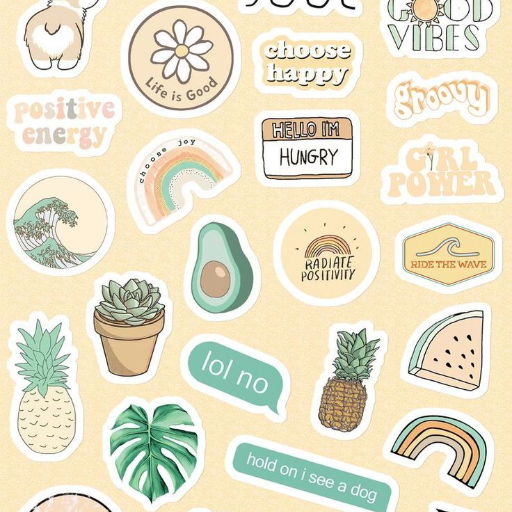 GOOD
VIBES
Life is Good
choose
happy
positive
energy
groovy
HELLO I'M
HUNGRY
choose joy
GIRL
POWER
RADIATE
POSITIVITY
RIDE THE WAVE
lol no
hold on i see a dog